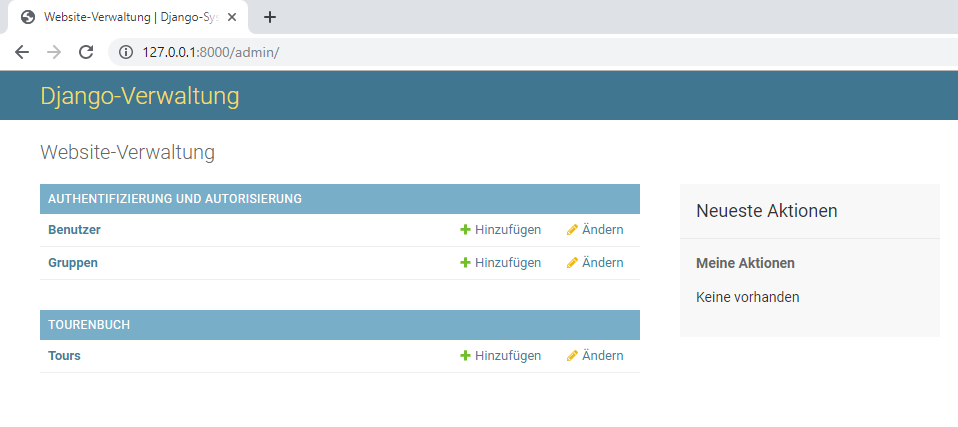 Website-Verwaltung | Django-Sys
127.0.0.1:8000/admin/
Django-Verwaltung
Website-Verwaltung
AUTHENTIFIZIERUNG UND AUTORISIERUNG
Benutzer Hinzufügen Ändern
Gruppen Hinzufügen Ändern
TOURENBUCH
Tours Hinzufügen Ändern
Neueste Aktionen
Meine Aktionen
Keine vorhanden